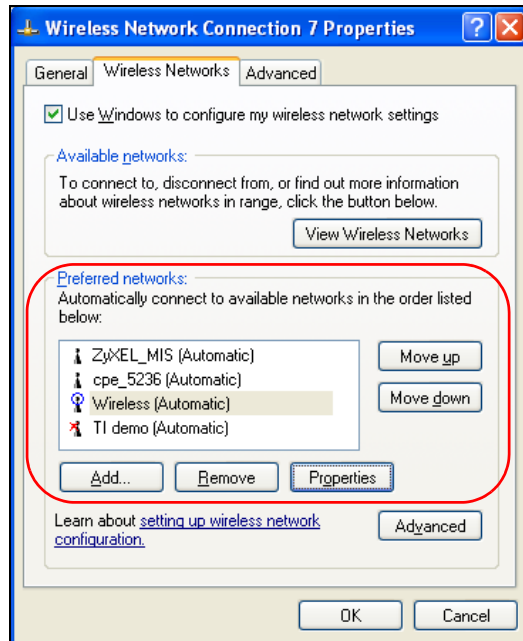 Wireless Network Connection 7 Properties
General
Wireless Networks
Advanced
Use Windows to configure my wireless network settings
Available networks:
To connect to, disconnect from, or find out more information
about wireless networks in range, click the button below.
View Wireless Networks
Preferred networks:
Automatically connect to available networks in the order listed
below:
ZyXEL_MIS (Automatic)
cpe_5236 (Automatic)
Wireless (Automatic)
TI demo (Automatic)
Move up
Move down
Add...
Remove
Properties
Learn about setting up wireless network
configuration.
Advanced
OK
Cancel